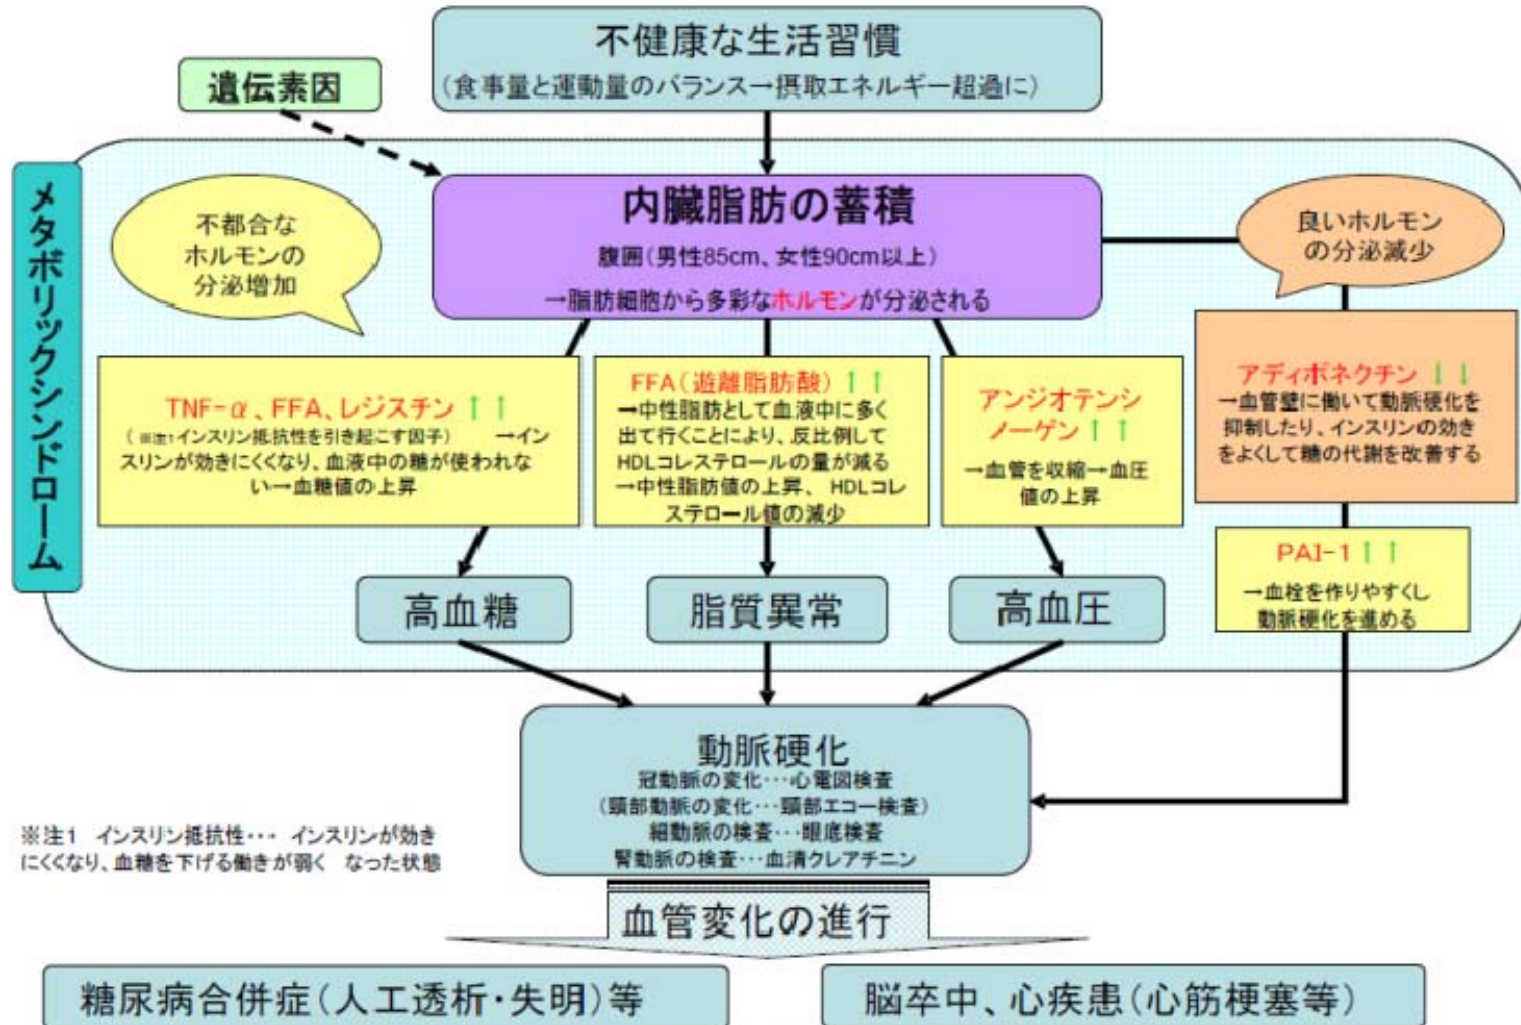 不健康な生活習慣
(食事量と運動量のバランス→摂取エネルギー超過に)
遺伝素因
メタボリックシンドローム
不都合な
ホルモンの
分泌増加
内臓脂肪の蓄積
腹囲(男性85cm、女性90cm以上)
→脂肪細胞から多彩なホルモンが分泌される
良いホルモン
の分泌減少
TNF-α、FFA、レジスチン ↑↑
(※注1インスリン抵抗性を引き起こす因子) →イン
スリンが効きにくくなり、血液中の糖が使われな
い→血糖値の上昇
FFA(遊離脂肪酸) ↑↑
→中性脂肪として血液中に多く
出て行くことにより、反比例して
HDLコレステロールの量が減る
→中性脂肪値の上昇、 HDLコレ
ステロール値の減少
アンジオテンシ
ノーゲン ↑↑
→血管を収縮→血圧
値の上昇
アディポネクチン ↓↓
→血管壁に働いて動脈硬化を
抑制したり、インスリンの効き
をよくして糖の代謝を改善する
PAI-1 ↑↑
→血栓を作りやすくし
動脈硬化を進める
高血糖
脂質異常
高血圧
動脈硬化
冠動脈の変化…心電図検査
(頸部動脈の変化…頸部エコー検査)
細動脈の検査…眼底検査
腎動脈の検査…血清クレアチニン
※注1 インスリン抵抗性… インスリンが効き
にくくなり、血糖を下げる働きが弱く なった状態
血管変化の進行
糖尿病合併症(人工透析・失明)等
脳卒中、心疾患(心筋梗塞等)